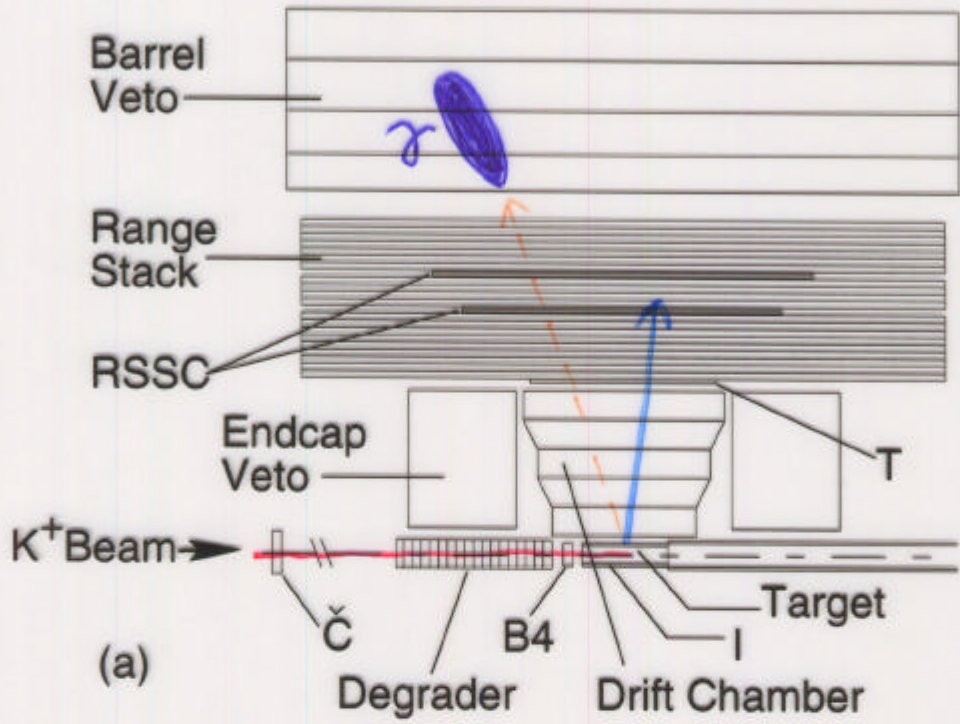 Barrel
Veto
γ
Range
Stack
RSSC
Endcap
Veto
T
K⁺Beam
Č
B4
I
Target
(a)
Degrader
Drift Chamber